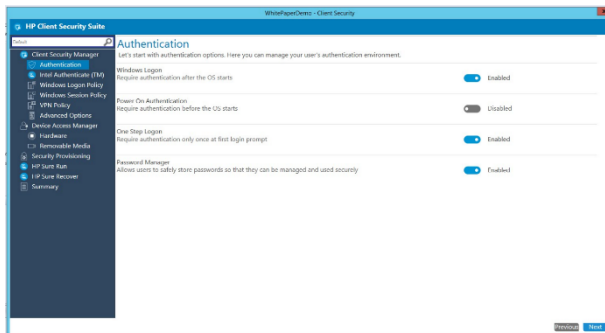 WhitePaperDemo - Client Security
HP Client Security Suite
Default
Client Security Manager
Authentication
Intel Authenticate (TM)
Windows Logon Policy
Windows Session Policy
VPN Policy
Advanced Options
Device Access Manager
Hardware
Removable Media
Security Provisioning
HP Sure Run
HP Sure Recover
Summary
Authentication
Let's start with authentication options. Here you can manage your user's authentication environment.
Windows Logon
Require authentication after the OS starts
Enabled
Power On Authentication
Require authentication before the OS starts
Disabled
One Step Logon
Require authentication only once at first login prompt
Enabled
Password Manager
Allows users to safely store passwords so that they can be managed and used securely
Enabled
Previous
Next